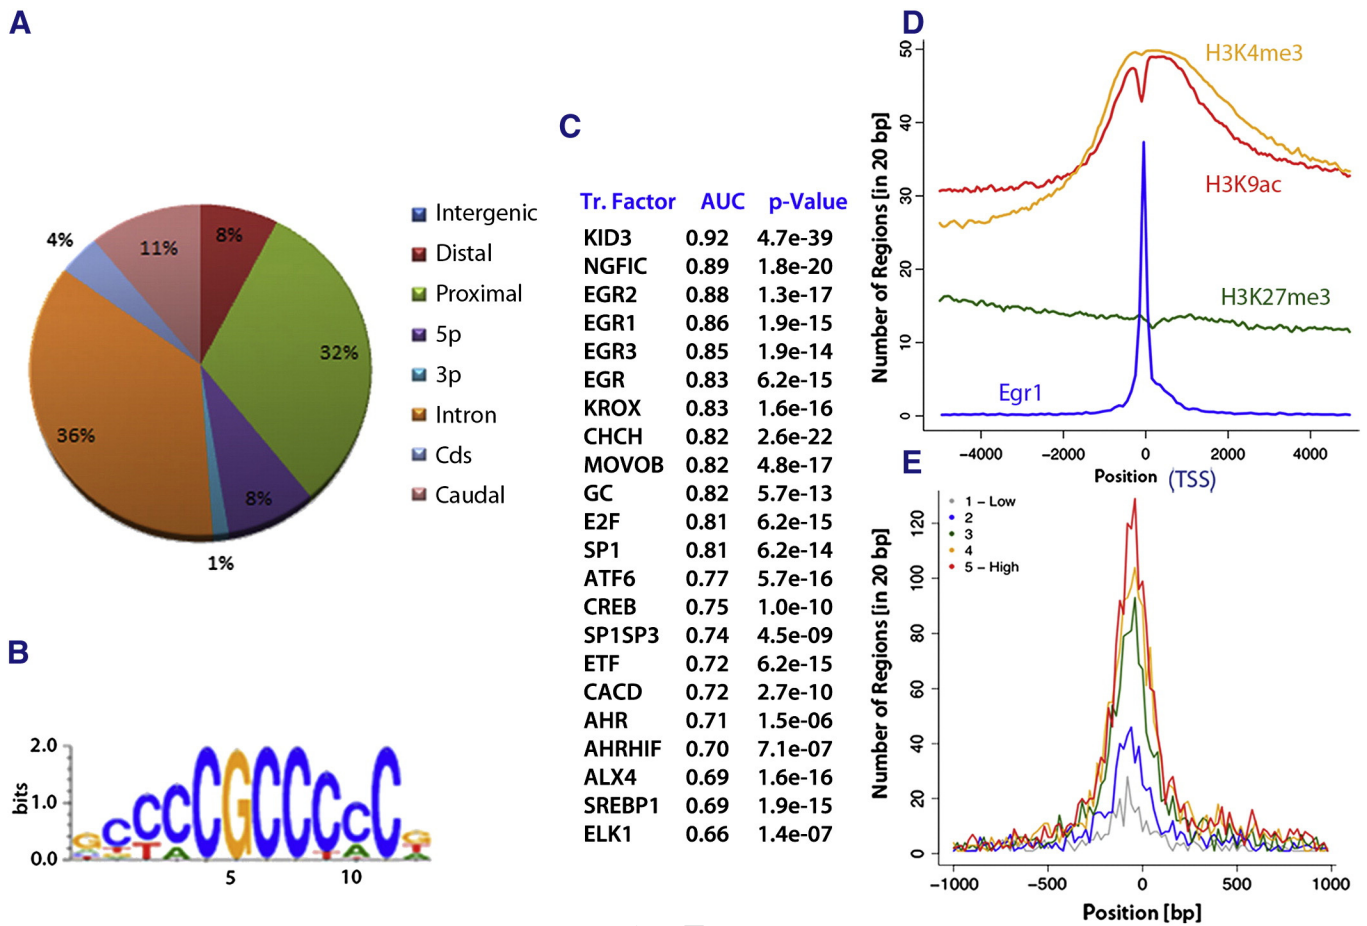 A
8%
32%
8%
1%
36%
4%
11%
Intergenic
Distal
Proximal
5p
3p
Intron
Cds
Caudal
B
2.0
1.0
0.0
bits
5
10
C
Tr. Factor AUC p-Value
KID3 0.92 4.7e-39
NGFIC 0.89 1.8e-20
EGR2 0.88 1.3e-17
EGR1 0.86 1.9e-15
EGR3 0.85 1.9e-14
EGR 0.83 6.2e-15
KROX 0.83 1.6e-16
CHCH 0.82 2.6e-22
MOVOB 0.82 4.8e-17
GC 0.82 5.7e-13
E2F 0.81 6.2e-15
SP1 0.81 6.2e-14
ATF6 0.77 5.7e-16
CREB 0.75 1.0e-10
SP1SP3 0.74 4.5e-09
ETF 0.72 6.2e-15
CACD 0.72 2.7e-10
AHR 0.71 1.5e-06
AHRHIF 0.70 7.1e-07
ALX4 0.69 1.6e-16
SREBP1 0.69 1.9e-15
ELK1 0.66 1.4e-07
D
Number of Regions [in 20 bp]
50
40
30
20
10
0
H3K4me3
H3K9ac
H3K27me3
Egr1
−4000 −2000 0 2000 4000
Position (TSS)
E
1 – Low
2
3
4
5 – High
Number of Regions [in 20 bp]
120
100
80
60
40
20
0
−1000 −500 0 500 1000
Position [bp]